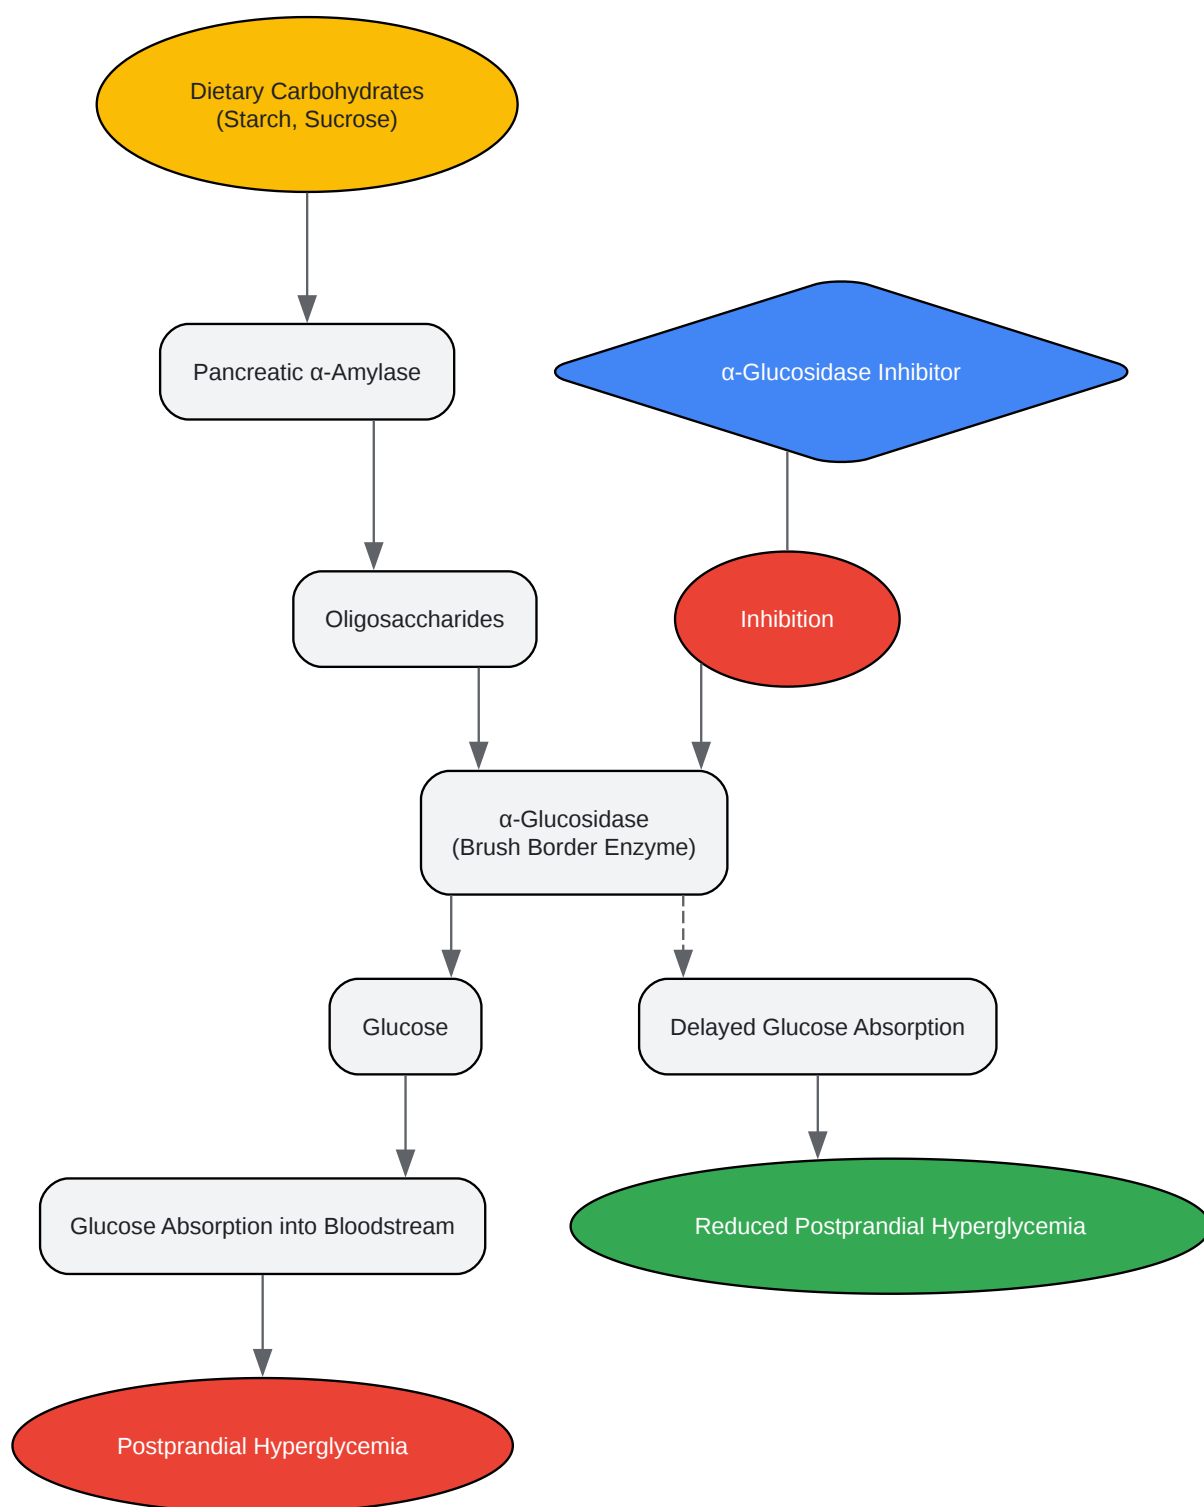 Dietary Carbohydrates
(Starch, Sucrose)
Pancreatic α-Amylase
α-Glucosidase Inhibitor
Oligosaccharides
Inhibition
α-Glucosidase
(Brush Border Enzyme)
Glucose
Delayed Glucose Absorption
Glucose Absorption into Bloodstream
Reduced Postprandial Hyperglycemia
Postprandial Hyperglycemia